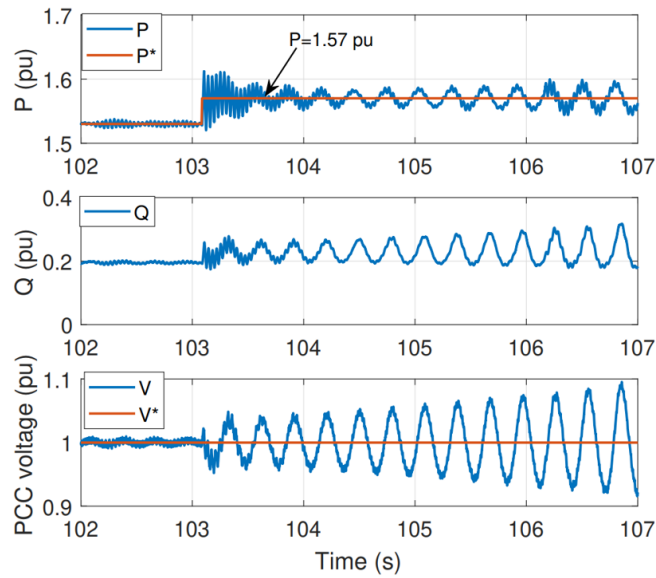 1.7
P
P*
P=1.57 pu
1.6
1.5
P (pu)
102 103 104 105 106 107
0.4
Q
0.2
0
Q (pu)
102 103 104 105 106 107
1.1
V
V*
1
0.9
PCC voltage (pu)
102 103 104 105 106 107
Time (s)